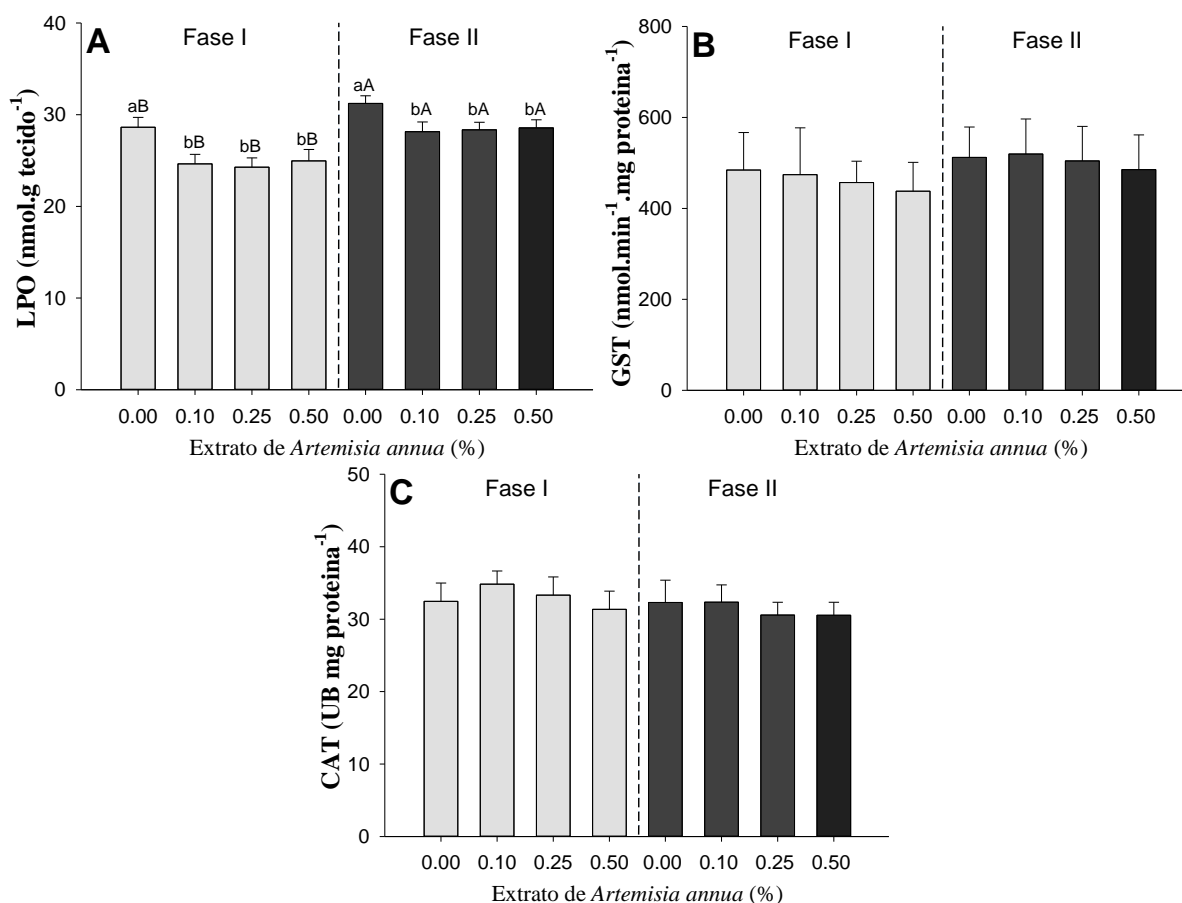 A
Fase I
Fase II
LPO (nmol.g tecido⁻¹)
40
30
20
10
0
aB
bB
bB
bB
aA
bA
bA
bA
0.00 0.10 0.25 0.50 0.00 0.10 0.25 0.50
Extrato de Artemisia annua (%)
B
Fase I
Fase II
GST (nmol.min⁻¹.mg proteina⁻¹)
800
600
400
200
0
0.00 0.10 0.25 0.50 0.00 0.10 0.25 0.50
Extrato de Artemisia annua (%)
C
Fase I
Fase II
CAT (UB mg proteina⁻¹)
50
40
30
20
10
0
0.00 0.10 0.25 0.50 0.00 0.10 0.25 0.50
Extrato de Artemisia annua (%)